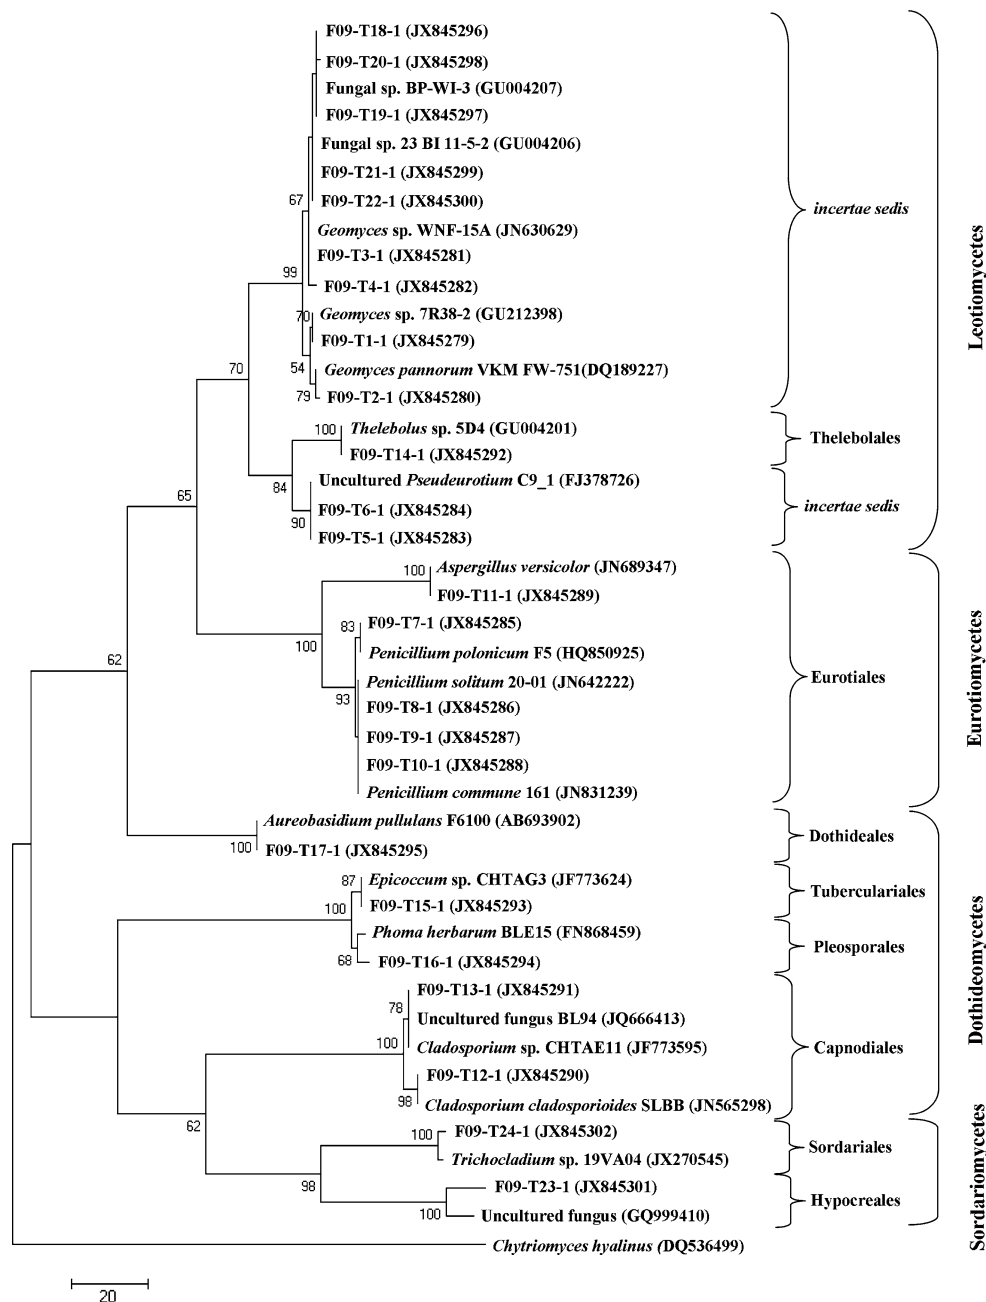 F09-T18-1 (JX845296)
F09-T20-1 (JX845298)
Fungal sp. BP-WI-3 (GU004207)
F09-T19-1 (JX845297)
Fungal sp. 23 BI 11-5-2 (GU004206)
F09-T21-1 (JX845299)
67
F09-T22-1 (JX845300)
incertae sedis
Geomyces sp. WNF-15A (JN630629)
F09-T3-1 (JX845281)
99
F09-T4-1 (JX845282)
Leotiomycetes
70
Geomyces sp. 7R38-2 (GU212398)
F09-T1-1 (JX845279)
70
54
Geomyces pannorum VKM FW-751(DQ189227)
79
F09-T2-1 (JX845280)
100
Thelebolus sp. 5D4 (GU004201)
Thelebolales
F09-T14-1 (JX845292)
84
Uncultured Pseudeurotium C9_1 (FJ378726)
65
F09-T6-1 (JX845284)
incertae sedis
90
F09-T5-1 (JX845283)
100
Aspergillus versicolor (JN689347)
F09-T11-1 (JX845289)
83
F09-T7-1 (JX845285)
100
Penicillium polonicum F5 (HQ850925)
62
Penicillium solitum 20-01 (JN642222)
Eurotiales
Eurotiomycetes
93
F09-T8-1 (JX845286)
F09-T9-1 (JX845287)
F09-T10-1 (JX845288)
Penicillium commune 161 (JN831239)
Aureobasidium pullulans F6100 (AB693902)
Dothideales
100
F09-T17-1 (JX845295)
87
Epicoccum sp. CHTAG3 (JF773624)
Tuberculariales
100
F09-T15-1 (JX845293)
Phoma herbarum BLE15 (FN868459)
Pleosporales
68
F09-T16-1 (JX845294)
Dothideomycetes
F09-T13-1 (JX845291)
78
Uncultured fungus BL94 (JQ666413)
100
Cladosporium sp. CHTAE11 (JF773595)
Capnodiales
F09-T12-1 (JX845290)
98
Cladosporium cladosporioides SLBB (JN565298)
62
100
F09-T24-1 (JX845302)
Sordariales
Trichocladium sp. 19VA04 (JX270545)
Sordariomycetes
98
F09-T23-1 (JX845301)
Hypocreales
100
Uncultured fungus (GQ999410)
Chytriomyces hyalinus (DQ536499)
20